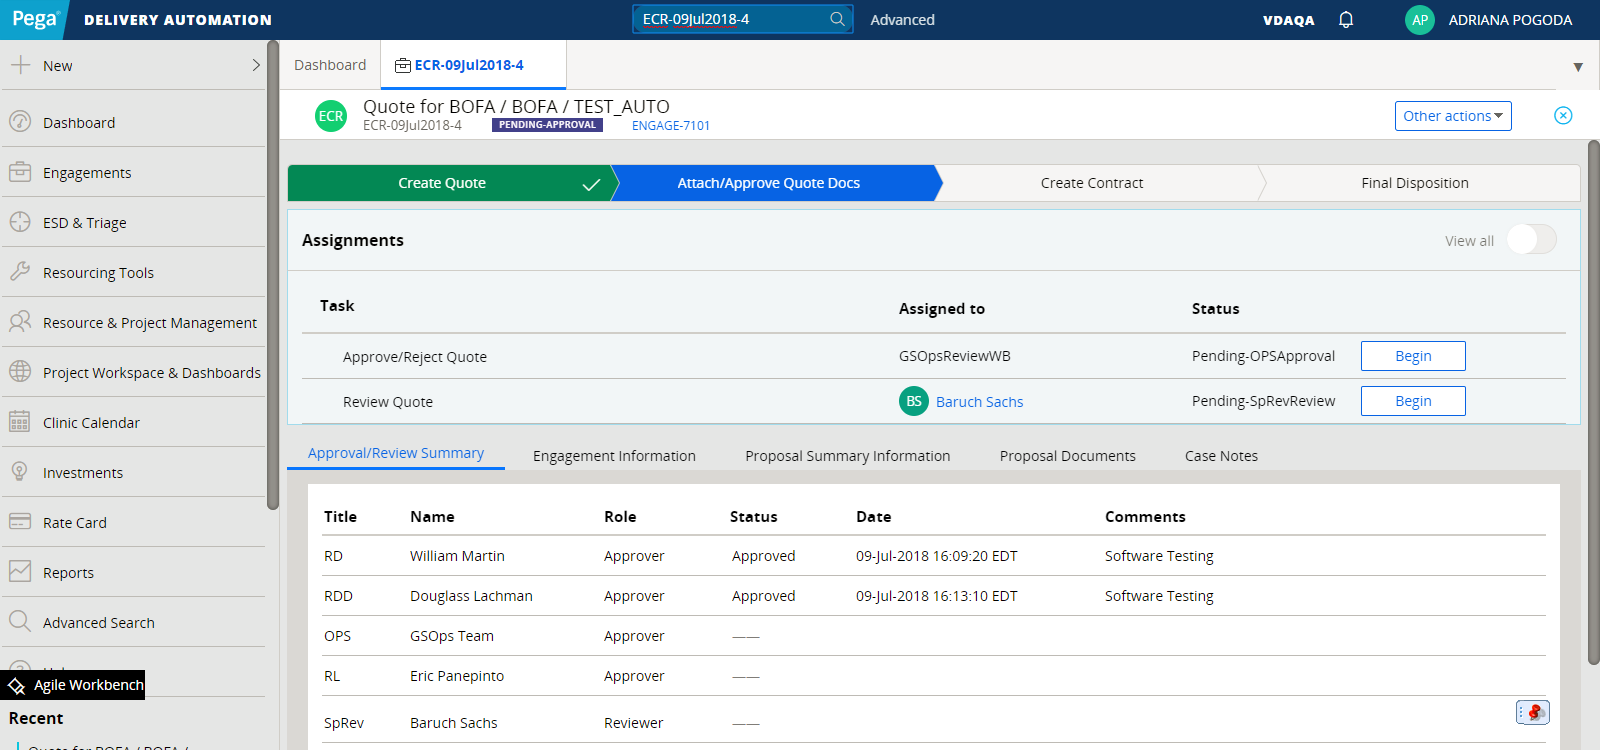 Pega DELIVERY AUTOMATION ECR-09Jul2018-4 Advanced VDAQA AP ADRIANA POGODA
New
Dashboard
Engagements
ESD & Triage
Resourcing Tools
Resource & Project Management
Project Workspace & Dashboards
Clinic Calendar
Investments
Rate Card
Reports
Advanced Search
Agile Workbench
Recent
Quote for BOFA / BOFA /
Dashboard ECR-09Jul2018-4
ECR Quote for BOFA / BOFA / TEST_AUTO
ECR-09Jul2018-4 PENDING-APPROVAL ENGAGE-7101
Other actions
Create Quote Attach/Approve Quote Docs Create Contract Final Disposition
Assignments View all
Task Assigned to Status
Approve/Reject Quote GSOpsReviewWB Pending-OPSApproval Begin
Review Quote BS Baruch Sachs Pending-SpRevReview Begin
Approval/Review Summary Engagement Information Proposal Summary Information Proposal Documents Case Notes
Title Name Role Status Date Comments
RD William Martin Approver Approved 09-Jul-2018 16:09:20 EDT Software Testing
RDD Douglass Lachman Approver Approved 09-Jul-2018 16:13:10 EDT Software Testing
OPS GSOps Team Approver ——
RL Eric Panepinto Approver ——
SpRev Baruch Sachs Reviewer ——